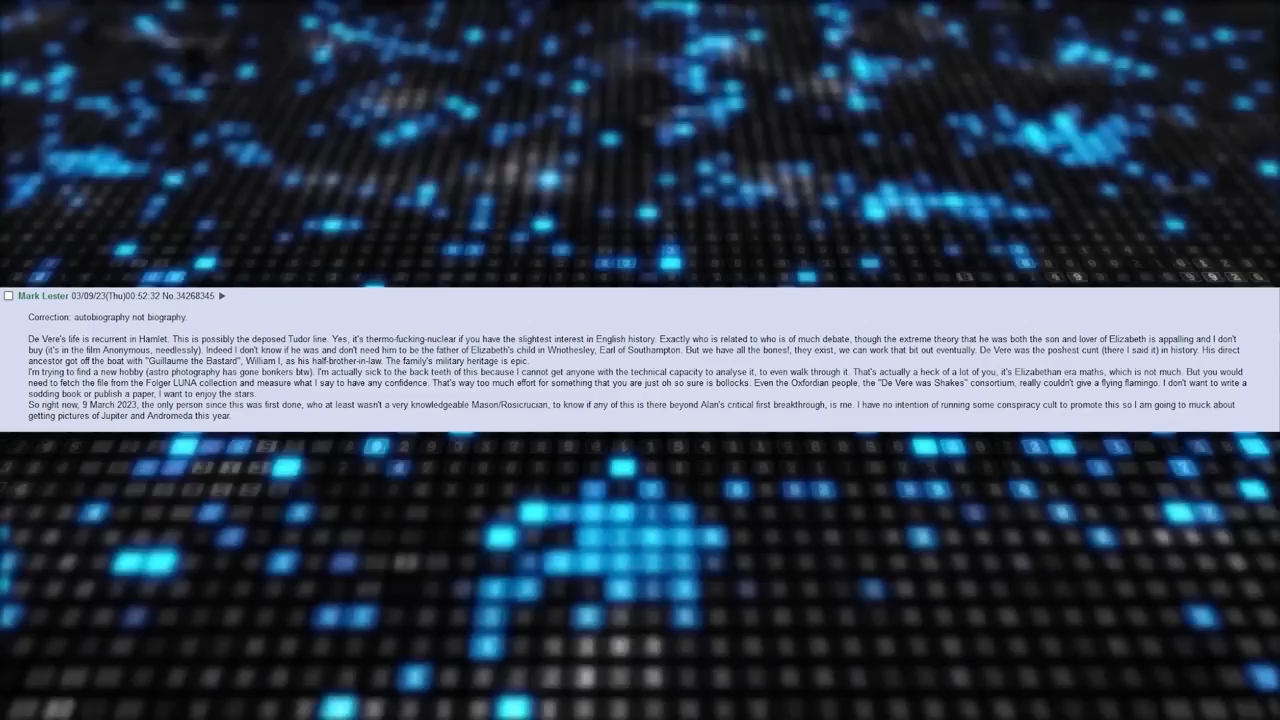 Mark Lester 03/09/23(Thu)00:52:32 No.34268345 ▶
Correction: autobiography not biography.
De Vere's life is recurrent in Hamlet. This is possibly the deposed Tudor line. Yes, it's thermo-fucking-nuclear if you have the slightest interest in English history. Exactly who is related to who is of much debate, though the extreme theory that he was both the son and lover of Elizabeth is appalling and I don't
buy (it's in the film Anonymous, needlessly). Indeed I don't know if he was and don't need him to be the father of Elizabeth's child in Wriothesley, Earl of Southampton. But we have all the bones!, they exist, we can work that bit out eventually. De Vere was the poshest cunt (there I said it) in history. His direct
ancestor got off the boat with "Guillaume the Bastard", William I, as his half-brother-in-law. The family's military heritage is epic.
I'm trying to find a new hobby (astro photography has gone bonkers btw). I'm actually sick to the back teeth of this because I cannot get anyone with the technical capacity to analyse it, to even walk through it. That's actually a heck of a lot of you, it's Elizabethan era maths, which is not much. But you would
need to fetch the file from the Folger LUNA collection and measure what I say to have any confidence. That's way too much effort for something that you are just oh so sure is bollocks. Even the Oxfordian people, the "De Vere was Shakes" consortium, really couldn't give a flying flamingo. I don't want to write a
sodding book or publish a paper, I want to enjoy the stars.
So right now, 9 March 2023, the only person since this was first done, who at least wasn't a very knowledgeable Mason/Rosicrucian, to know if any of this is there beyond Alan's critical first breakthrough, is me. I have no intention of running some conspiracy cult to promote this so I am going to muck about
getting pictures of Jupiter and Andromeda this year.